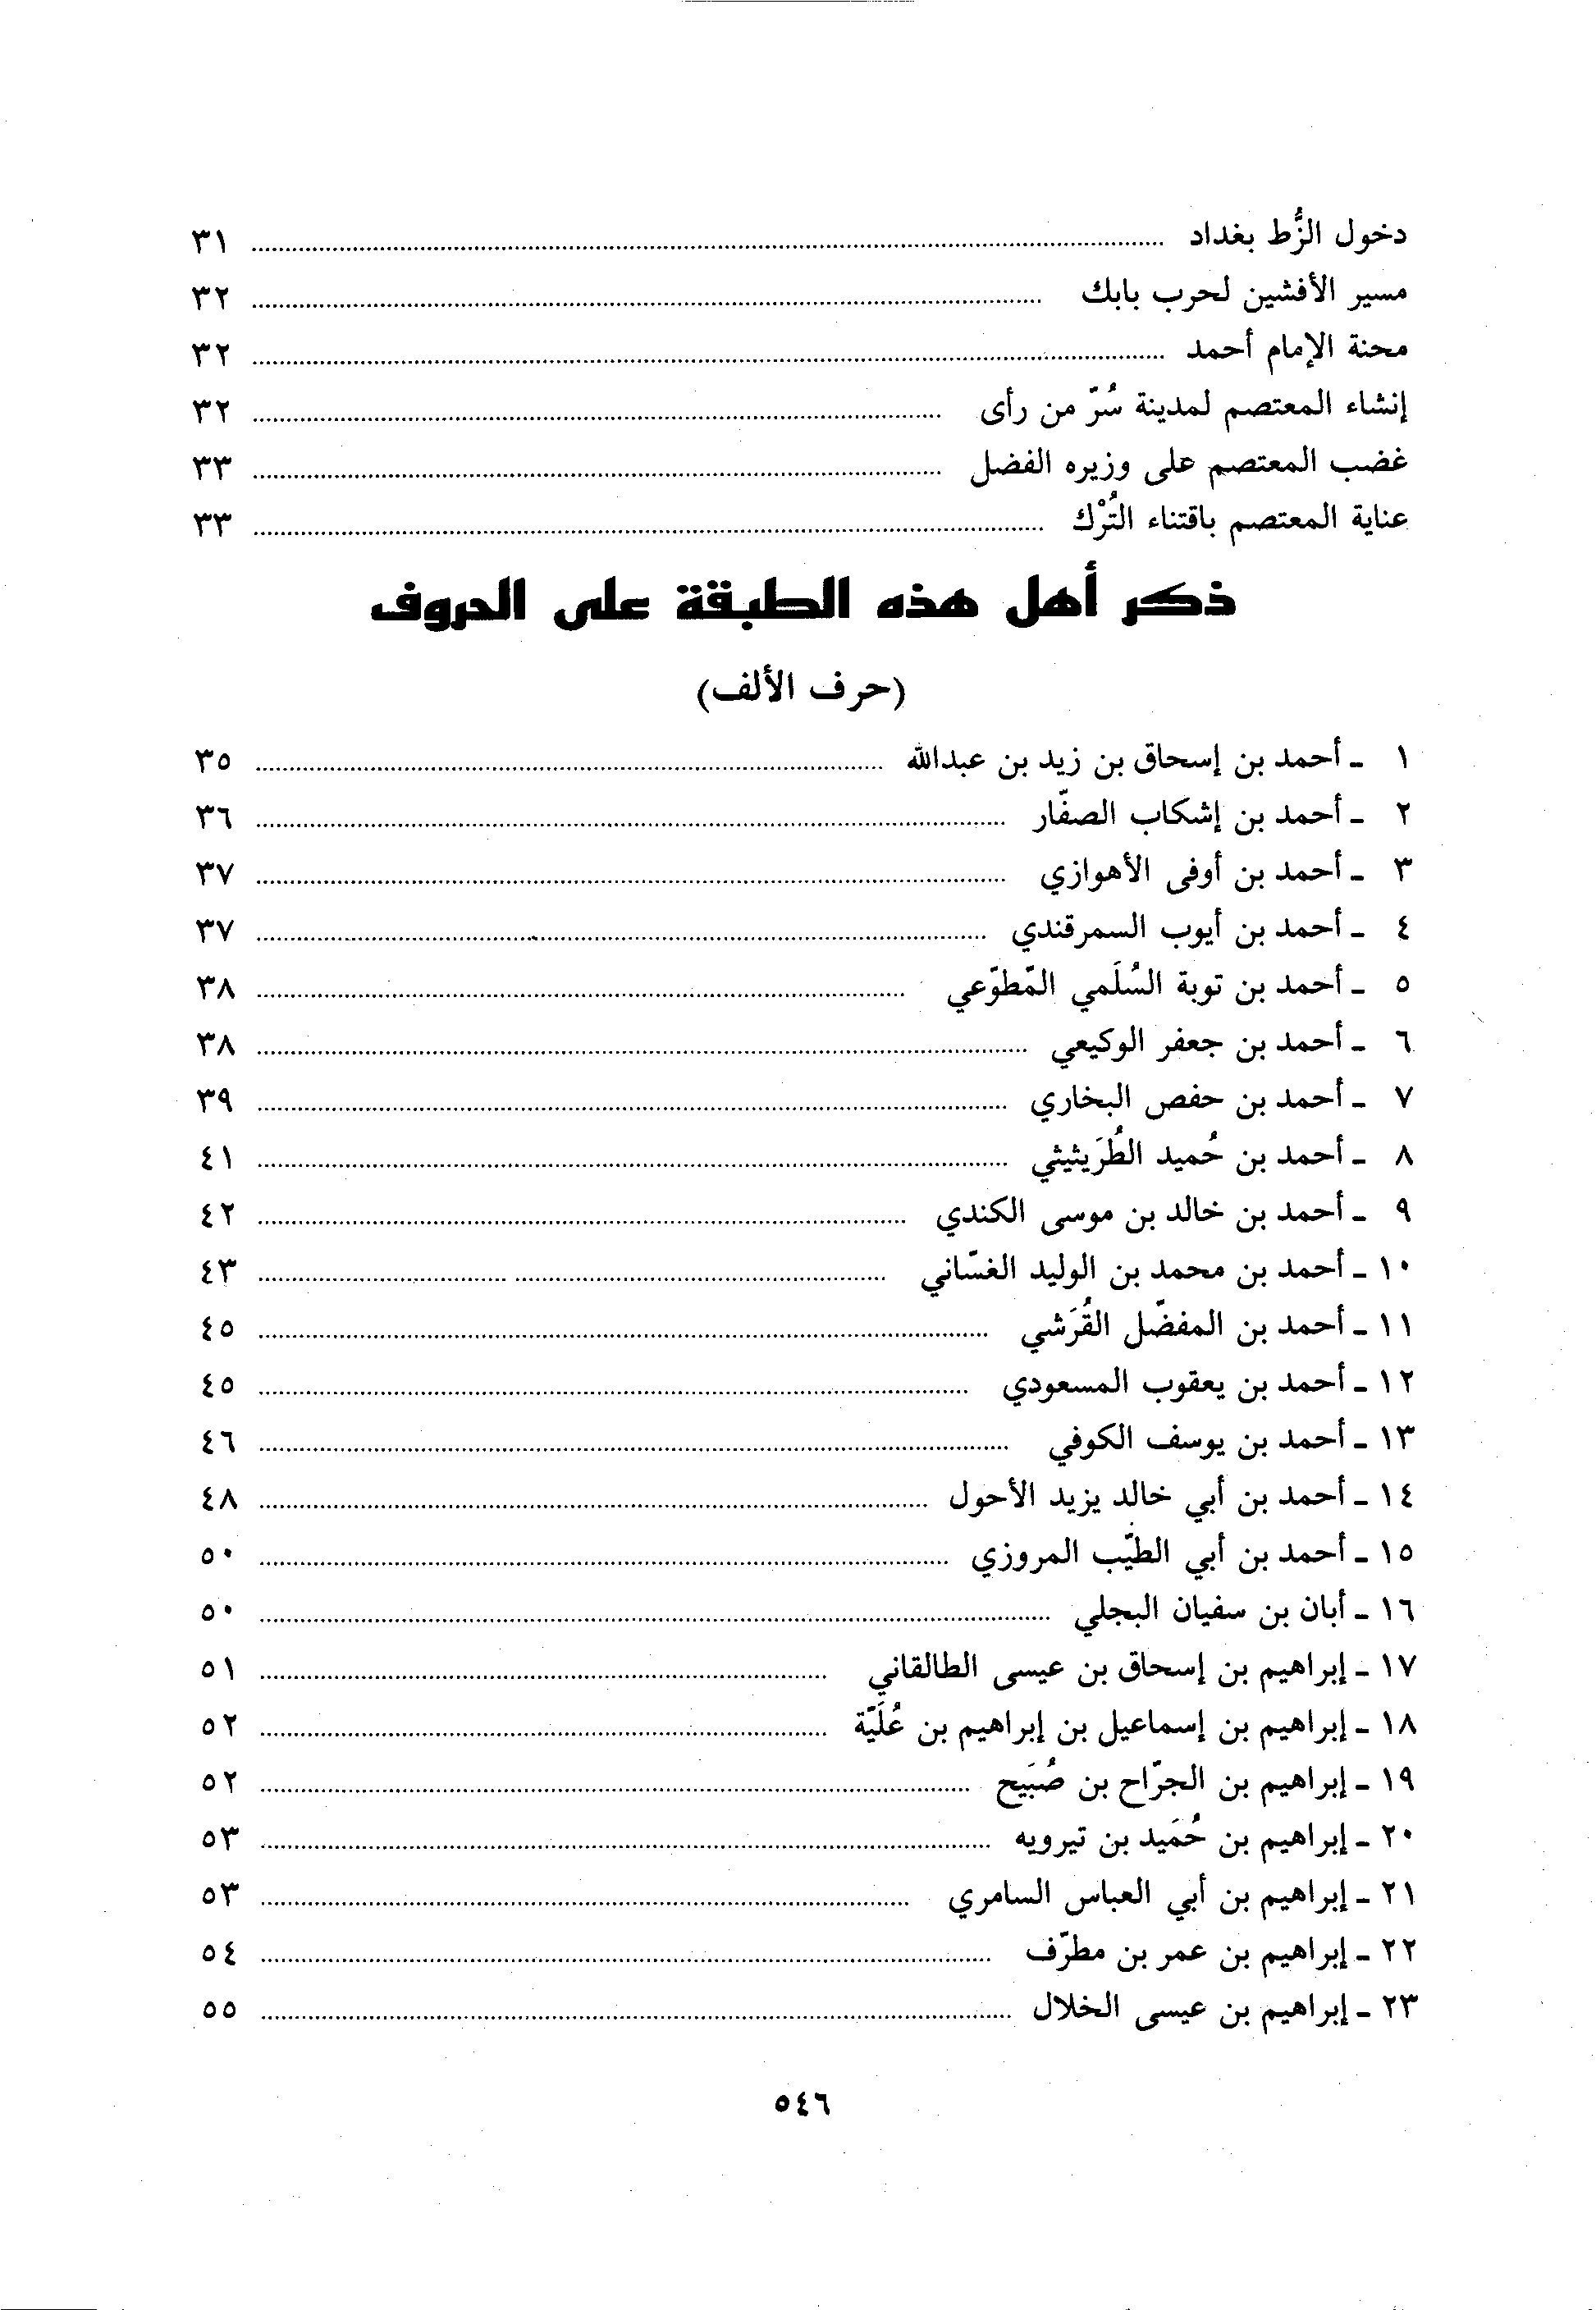 دخول الزُّط بغداد ........ ٣١
مسير الأفشين لحرب بابك ........ ٣٢
محنة الإمام أحمد ........ ٣٢
إنشاء المعتصم لمدينة سُرّ من رأى ........ ٣٢
غضب المعتصم على وزيره الفضل ........ ٣٣
عناية المعتصم باقتناء التُرْك ........ ٣٣
ذكر أهل هذه الطبقة على الحروف
(حرف الألف)
١ - أحمد بن إسحاق بن زيد بن عبدالله ........ ٣٥
٢ - أحمد بن إشكاب الصفّار ........ ٣٦
٣ - أحمد بن أوفى الأهوازي ........ ٣٧
٤ - أحمد بن أيوب السمرقندي ........ ٣٧
٥ - أحمد بن توبة السُلَمي المّطوّعي ........ ٣٨
٦ - أحمد بن جعفر الوكيعي ........ ٣٨
٧ - أحمد بن حفص البخاري ........ ٣٩
٨ - أحمد بن حُميد الطُرَيثيثي ........ ٤١
٩ - أحمد بن خالد بن موسى الكندي ........ ٤٢
١٠ - أحمد بن محمد بن الوليد الغسّاني ........ ٤٣
١١ - أحمد بن المفضّل القُرَشي ........ ٤٥
١٢ - أحمد بن يعقوب المسعودي ........ ٤٥
١٣ - أحمد بن يوسف الكوفي ........ ٤٦
١٤ - أحمد بن أبي خالد يزيد الأحول ........ ٤٨
١٥ - أحمد بن أبي الطيّب المروزي ........ ٥٠
١٦ - أبان بن سفيان البجلي ........ ٥٠
١٧ - إبراهيم بن إسحاق بن عيسى الطالقاني ........ ٥١
١٨ - إبراهيم بن إسماعيل بن إبراهيم بن عُلَيّة ........ ٥٢
١٩ - إبراهيم بن الجرّاح بن صُبَيح ........ ٥٢
٢٠ - إبراهيم بن حُمَيد بن تيرويه ........ ٥٣
٢١ - إبراهيم بن أبي العباس السامري ........ ٥٣
٢٢ - إبراهيم بن عمر بن مطرّف ........ ٥٤
٢٣ - إبراهيم بن عيسى الخلال ........ ٥٥
٥٤٦